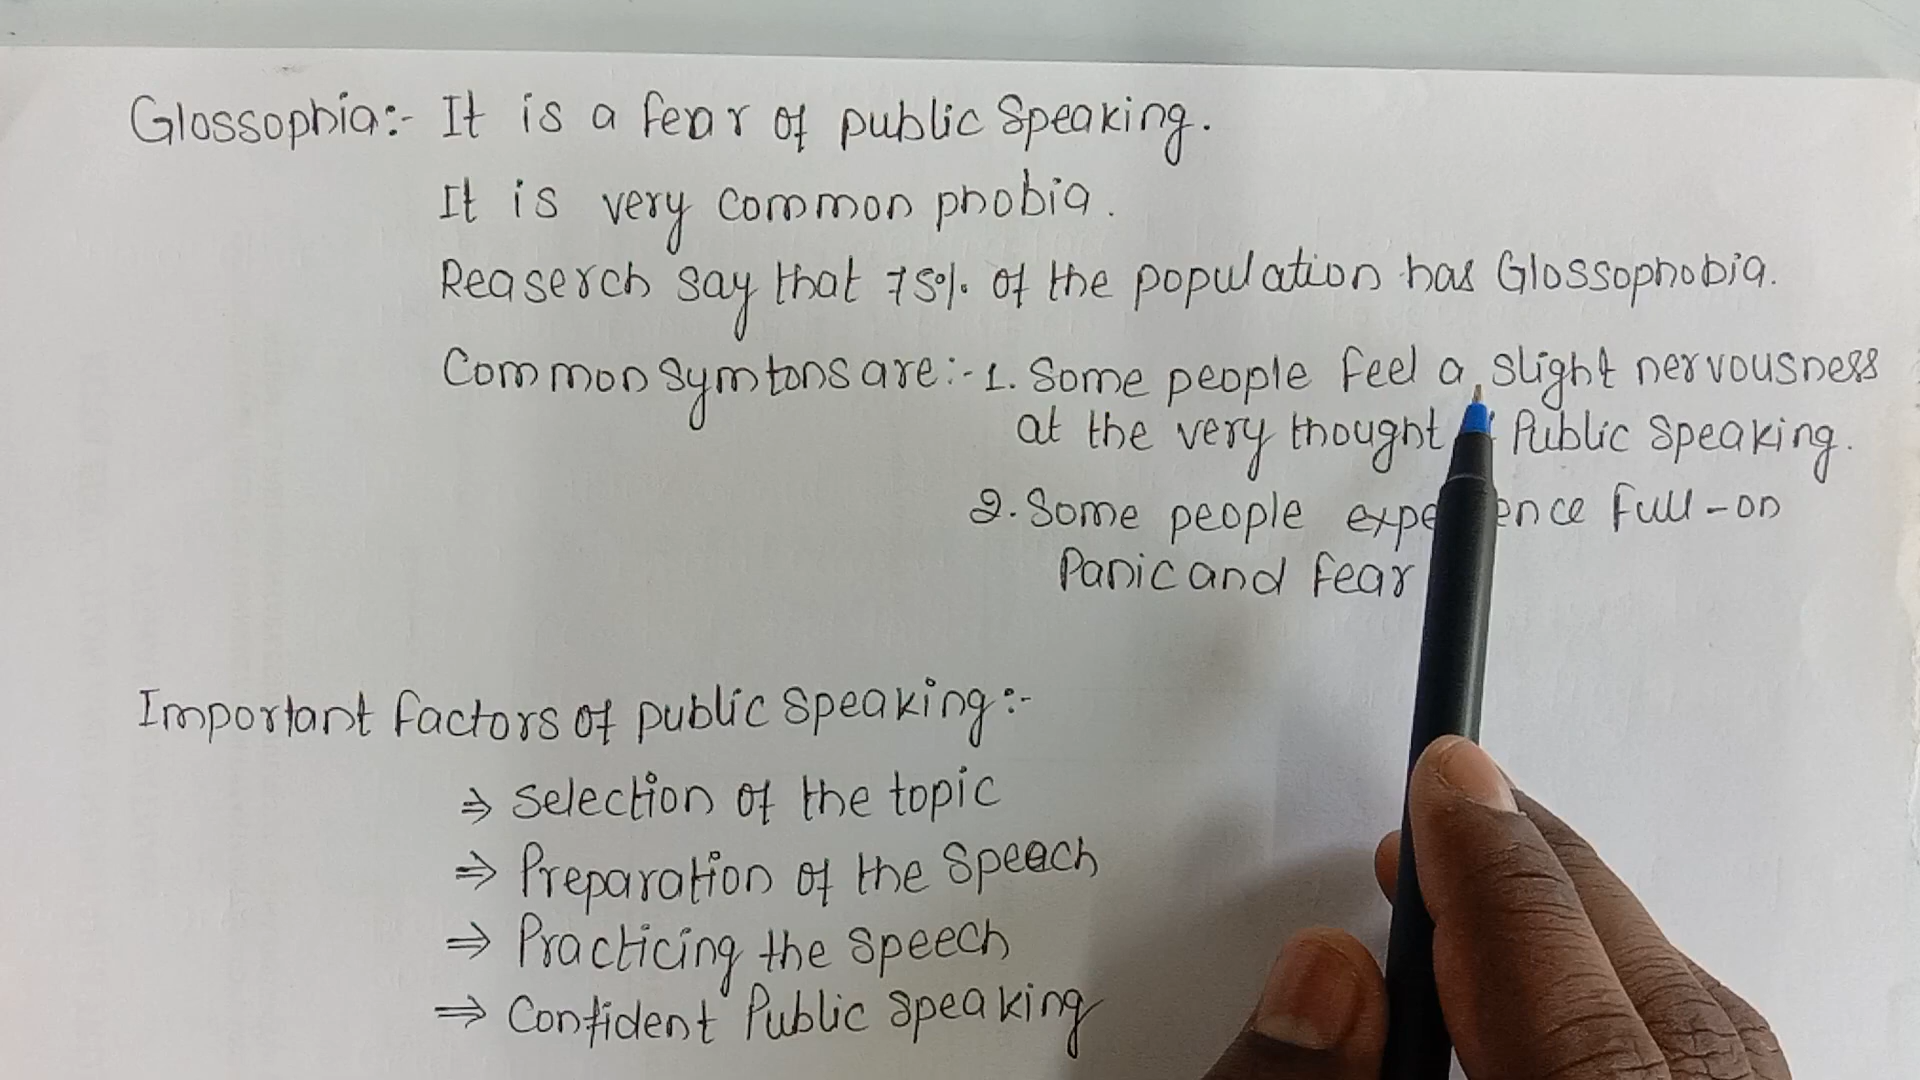 Glossophia:- It is a fear of public Speaking.
It is very common phobia.
Reaserch say that 75% of the population has Glossophobia.
Common Symtons are:- 1. Some people feel a slight nervousness
at the very thought Public Speaking.
2. Some people full-on
Panic and fear
Important factors of public speaking:-
⇒ Selection of the topic
⇒ Preparation of the Speech
⇒ Practicing the speech
⇒ Confident Public speaking